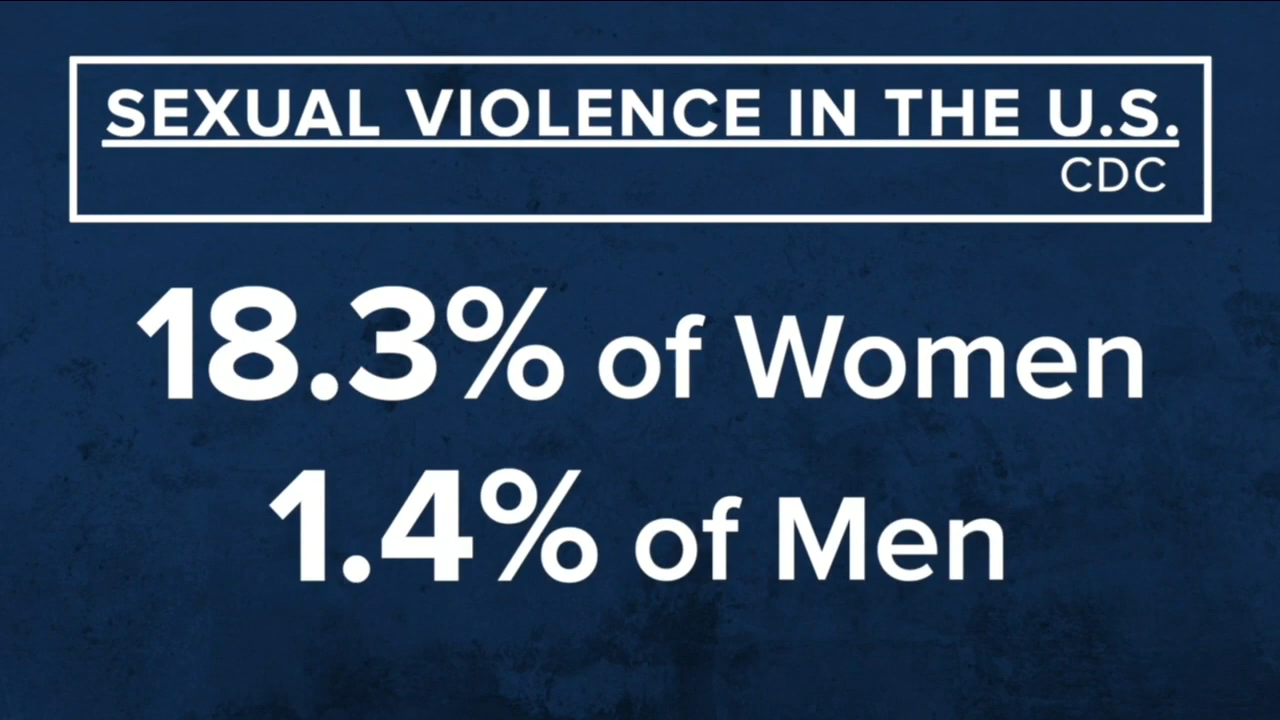 SEXUAL VIOLENCE IN THE U.S.
CDC
18.3% of Women
1.4% of Men